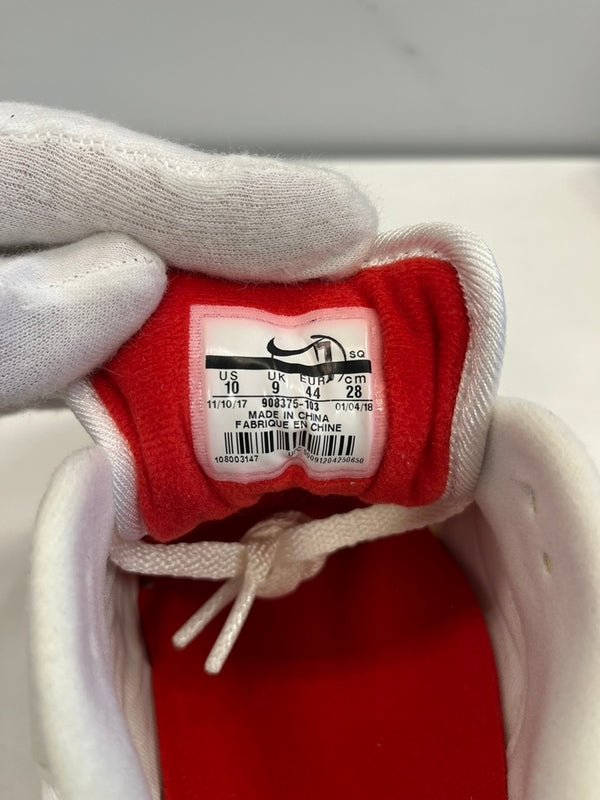 SQ
US UK EUR cm
10 9 44 28
11/10/17 908375-103 01/04/18
MADE IN CHINA
FABRIQUE EN CHINE
108003147